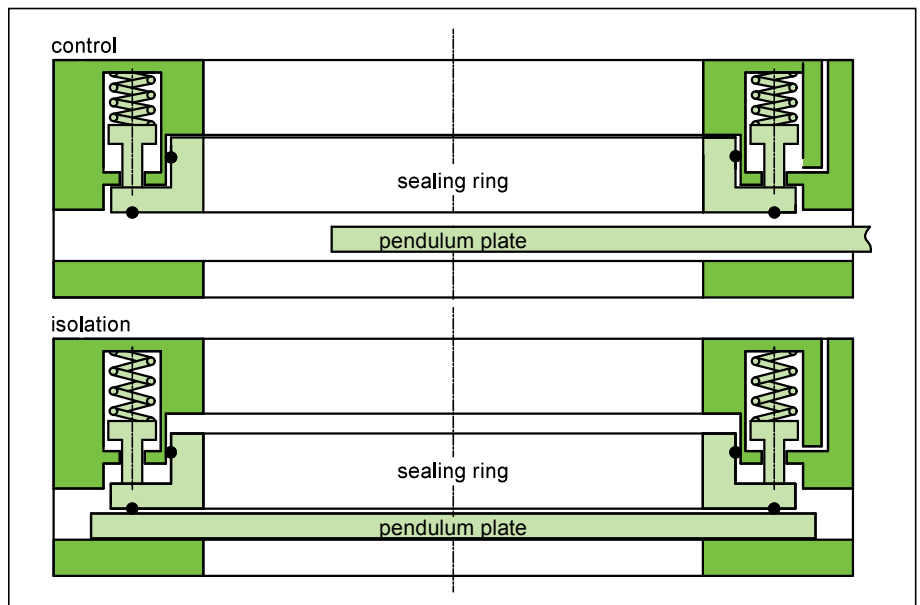 control
sealing ring
pendulum plate
isolation
sealing ring
pendulum plate